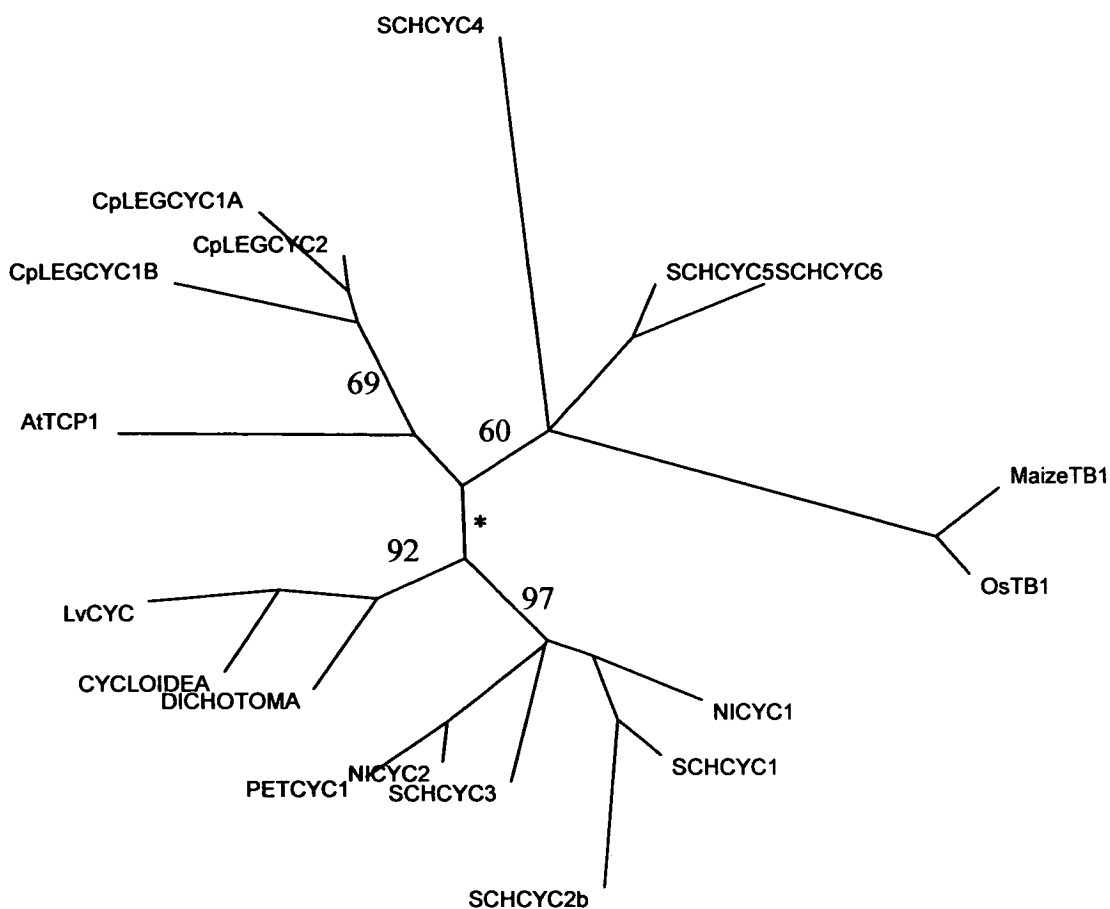 SCHCYC4
CpLEGCYC1A
CpLEGCYC2
CpLEGCYC1B
SCHCYC5SCHCYC6
69
AtTCP1
60
MaizeTB1
*
92
OsTB1
97
LvCYC
CYCLOIDEA
DICHOTOMA
NICYC1
NICYC2
SCHCYC1
PETCYC1
SCHCYC3
SCHCYC2b